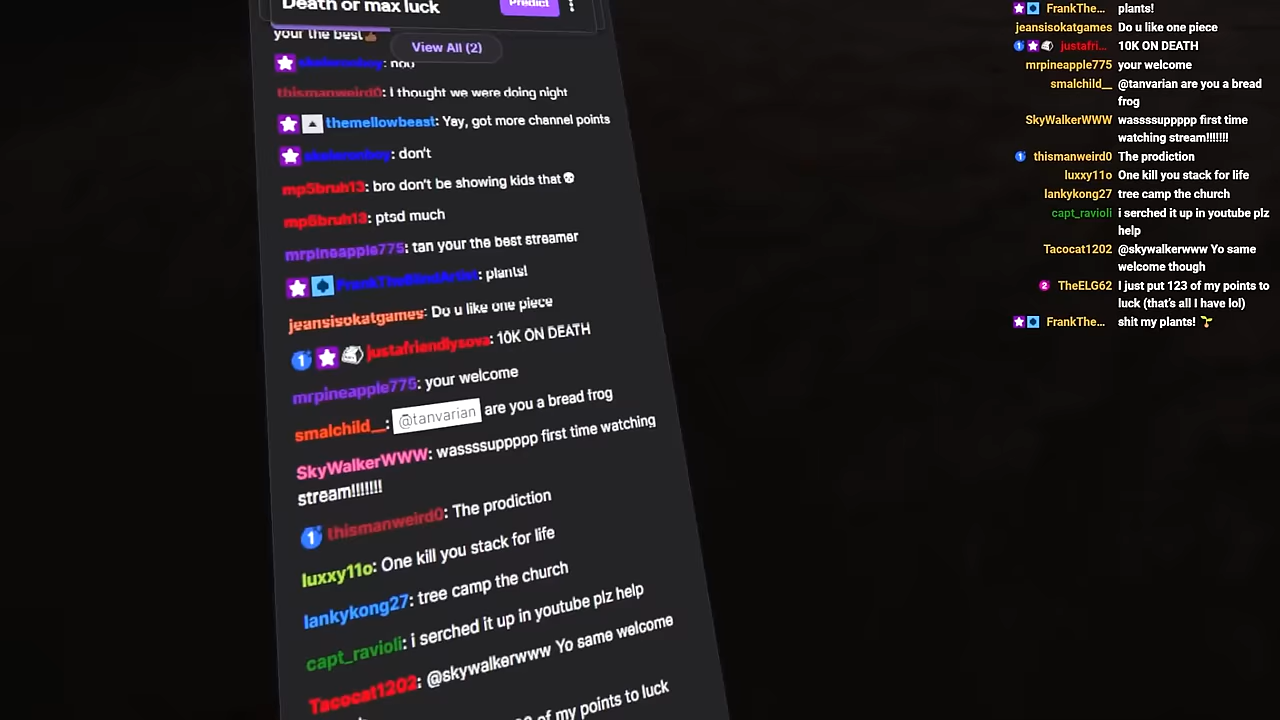 Death or max luck
Predict
your the best
View All (2)
thismanweird0: I thought we were doing night
themellowbeast: Yay, got more channel points
: don't
mp5bruh13: bro don't be showing kids that💀
mp5bruh13: ptsd much
mrpineapple775: tan your the best streamer
FrankTheBlindArtist: plants!
jeansisokatgames: Do u like one piece
justafriendlysova: 10K ON DEATH
mrpineapple775: your welcome
smalchild__: @tanvarian are you a bread frog
SkyWalkerWWW: wassssuppppp first time watching
stream!!!!!!!
thismanweird0: The prodiction
luxxy11o: One kill you stack for life
lankykong27: tree camp the church
capt_ravioli: i serched it up in youtube plz help
Tacocat1202: @skywalkerwww Yo same welcome
of my points to luck
FrankThe... plants!
jeansisokatgames Do u like one piece
justafri... 10K ON DEATH
mrpineapple775 your welcome
smalchild__ @tanvarian are you a bread
frog
SkyWalkerWWW wassssuppppp first time
watching stream!!!!!!!
thismanweird0 The prodiction
luxxy11o One kill you stack for life
lankykong27 tree camp the church
capt_ravioli i serched it up in youtube plz
help
Tacocat1202 @skywalkerwww Yo same
welcome though
TheELG62 I just put 123 of my points to
luck (that's all I have lol)
FrankThe... shit my plants! 🌱